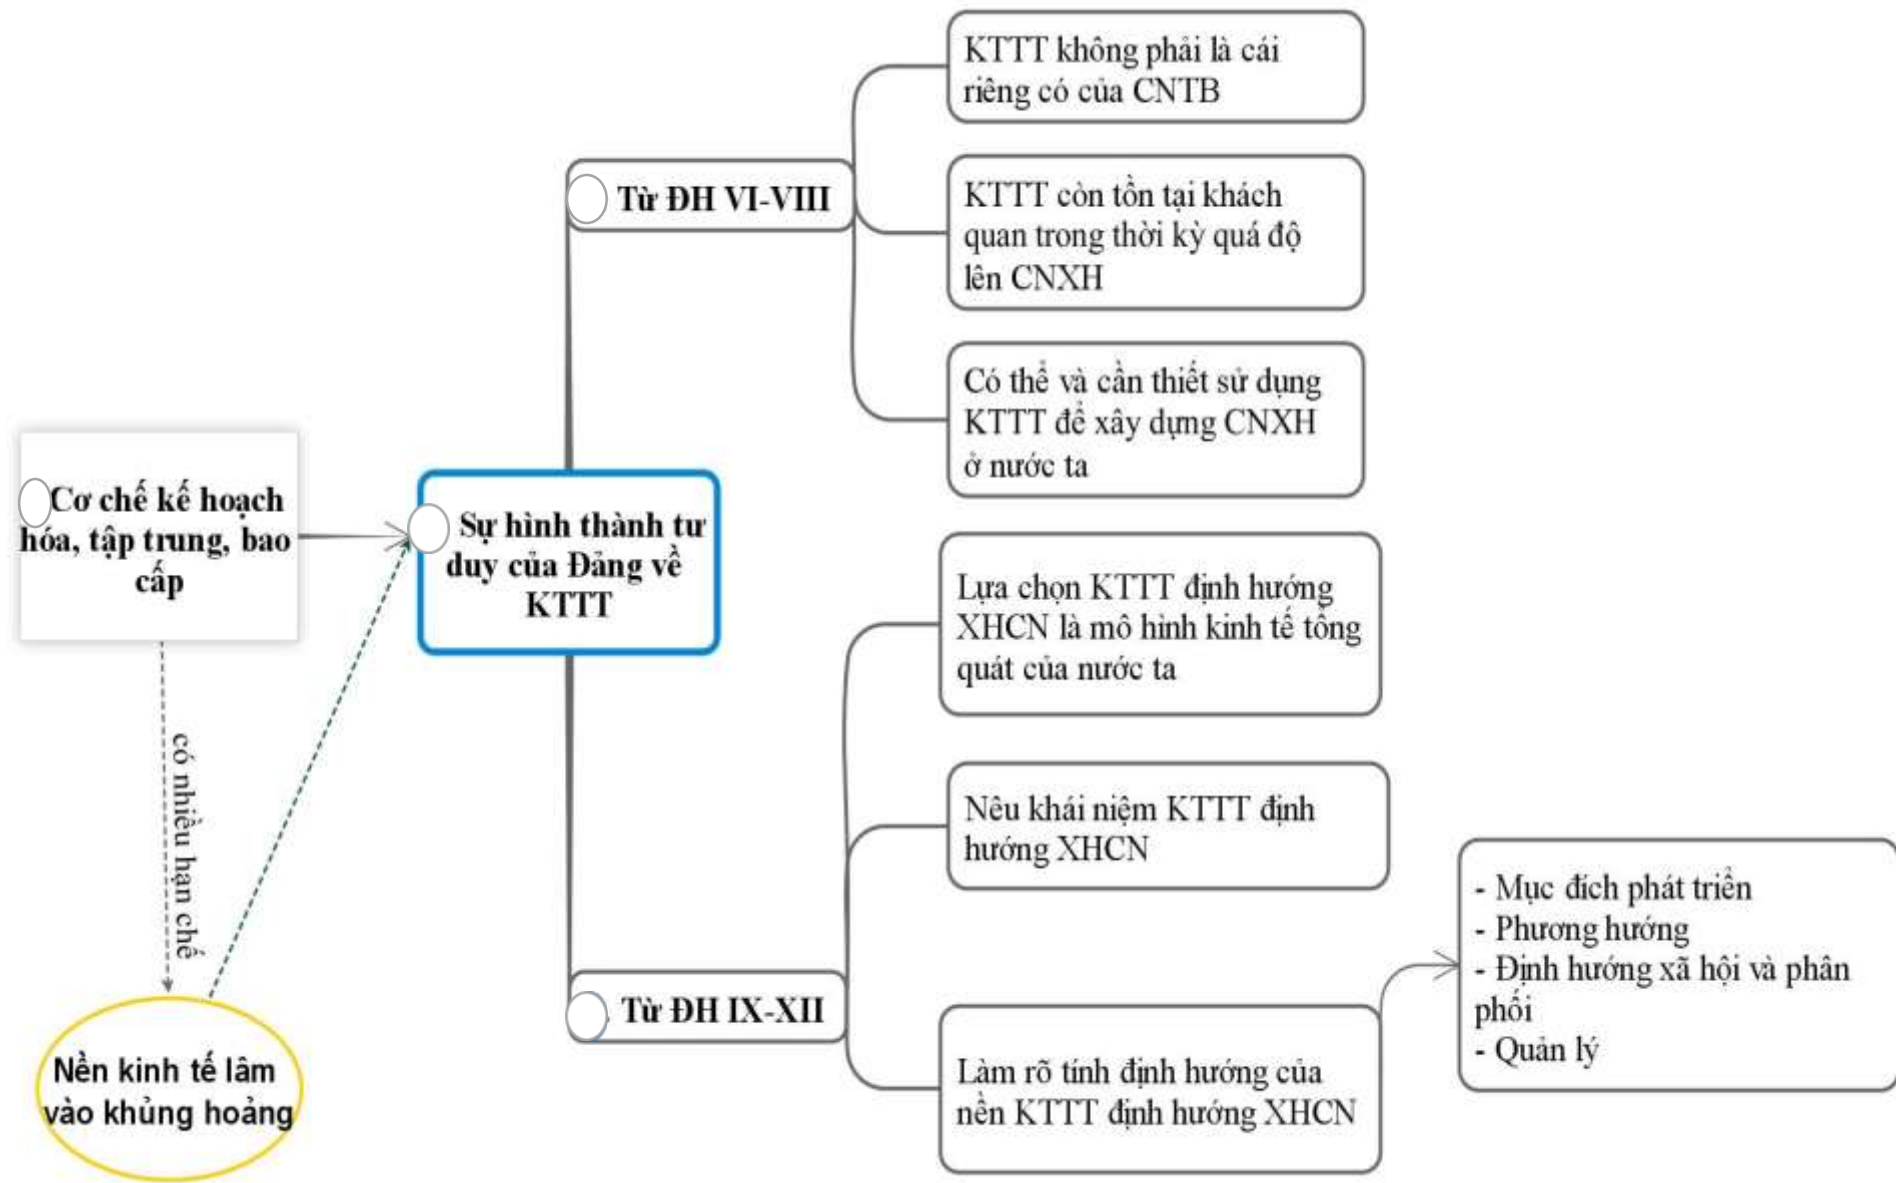 Cơ chế kế hoạch
hóa, tập trung, bao
cấp
có nhiều hạn chế
Nền kinh tế lâm
vào khủng hoảng
Sự hình thành tư
duy của Đảng về
KTTT
Từ ĐH VI-VIII
KTTT không phải là cái
riêng có của CNTB
KTTT còn tồn tại khách
quan trong thời kỳ quá độ
lên CNXH
Có thể và cần thiết sử dụng
KTTT để xây dựng CNXH
ở nước ta
. Từ ĐH IX-XII
Lựa chọn KTTT định hướng
XHCN là mô hình kinh tế tổng
quát của nước ta
Nêu khái niệm KTTT định
hướng XHCN
Làm rõ tính định hướng của
nền KTTT định hướng XHCN
- Mục đích phát triển
- Phương hướng
- Định hướng xã hội và phân
phối
- Quản lý